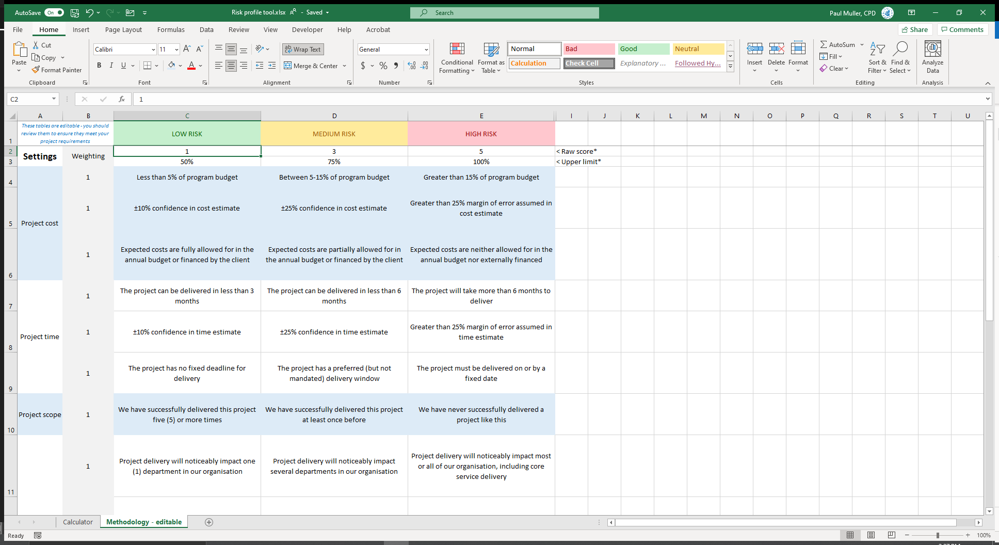 AutoSave On Risk profile tool.xlsx - Saved Search Paul Muller, CPD
File Home Insert Draw Page Layout Formulas Data Review View Developer Help Acrobat Share Comments
Paste
Cut
Copy
Format Painter
Clipboard
Calibri 11
B I U
Font
Wrap Text
Merge & Center
Alignment
General
$ % ,
Number
Conditional Formatting
Format as Table
Normal Bad Good Neutral
Calculation Check Cell Explanatory ... Followed Hy...
Styles
Insert Delete Format
Cells
AutoSum
Fill
Clear
Sort & Filter
Find & Select
Editing
Analyze Data
Analysis
C2 fx 1
A B C D E I J K L M N O P Q R S T U
1
These tables are editable - you should
review them to ensure they meet your
project requirements
LOW RISK MEDIUM RISK HIGH RISK
2 Settings Weighting 1 3 5 < Raw score*
3 50% 75% 100% < Upper limit*
4 1 Less than 5% of program budget Between 5-15% of program budget Greater than 15% of program budget
5 Project cost 1 ±10% confidence in cost estimate ±25% confidence in cost estimate Greater than 25% margin of error assumed in
cost estimate
6 1 Expected costs are fully allowed for in the Expected costs are partially allowed for in Expected costs are neither allowed for in the
annual budget or financed by the client the annual budget or financed by the client annual budget nor externally financed
7 1 The project can be delivered in less than 3 The project can be delivered in less than 6 The project will take more than 6 months to
months months deliver
8 Project time 1 ±10% confidence in time estimate ±25% confidence in time estimate Greater than 25% margin of error assumed in
time estimate
9 1 The project has no fixed deadline for The project has a preferred (but not The project must be delivered on or by a
delivery mandated) delivery window fixed date
10 Project scope 1 We have successfully delivered this project We have successfully delivered this project We have never successfully delivered a
five (5) or more times at least once before project like this
11 1 Project delivery will noticeably impact one Project delivery will noticeably impact Project delivery will noticeably impact most
(1) department in our organisation several departments in our organisation or all of our organisation, including core
service delivery
Calculator Methodology - editable
Ready 100%